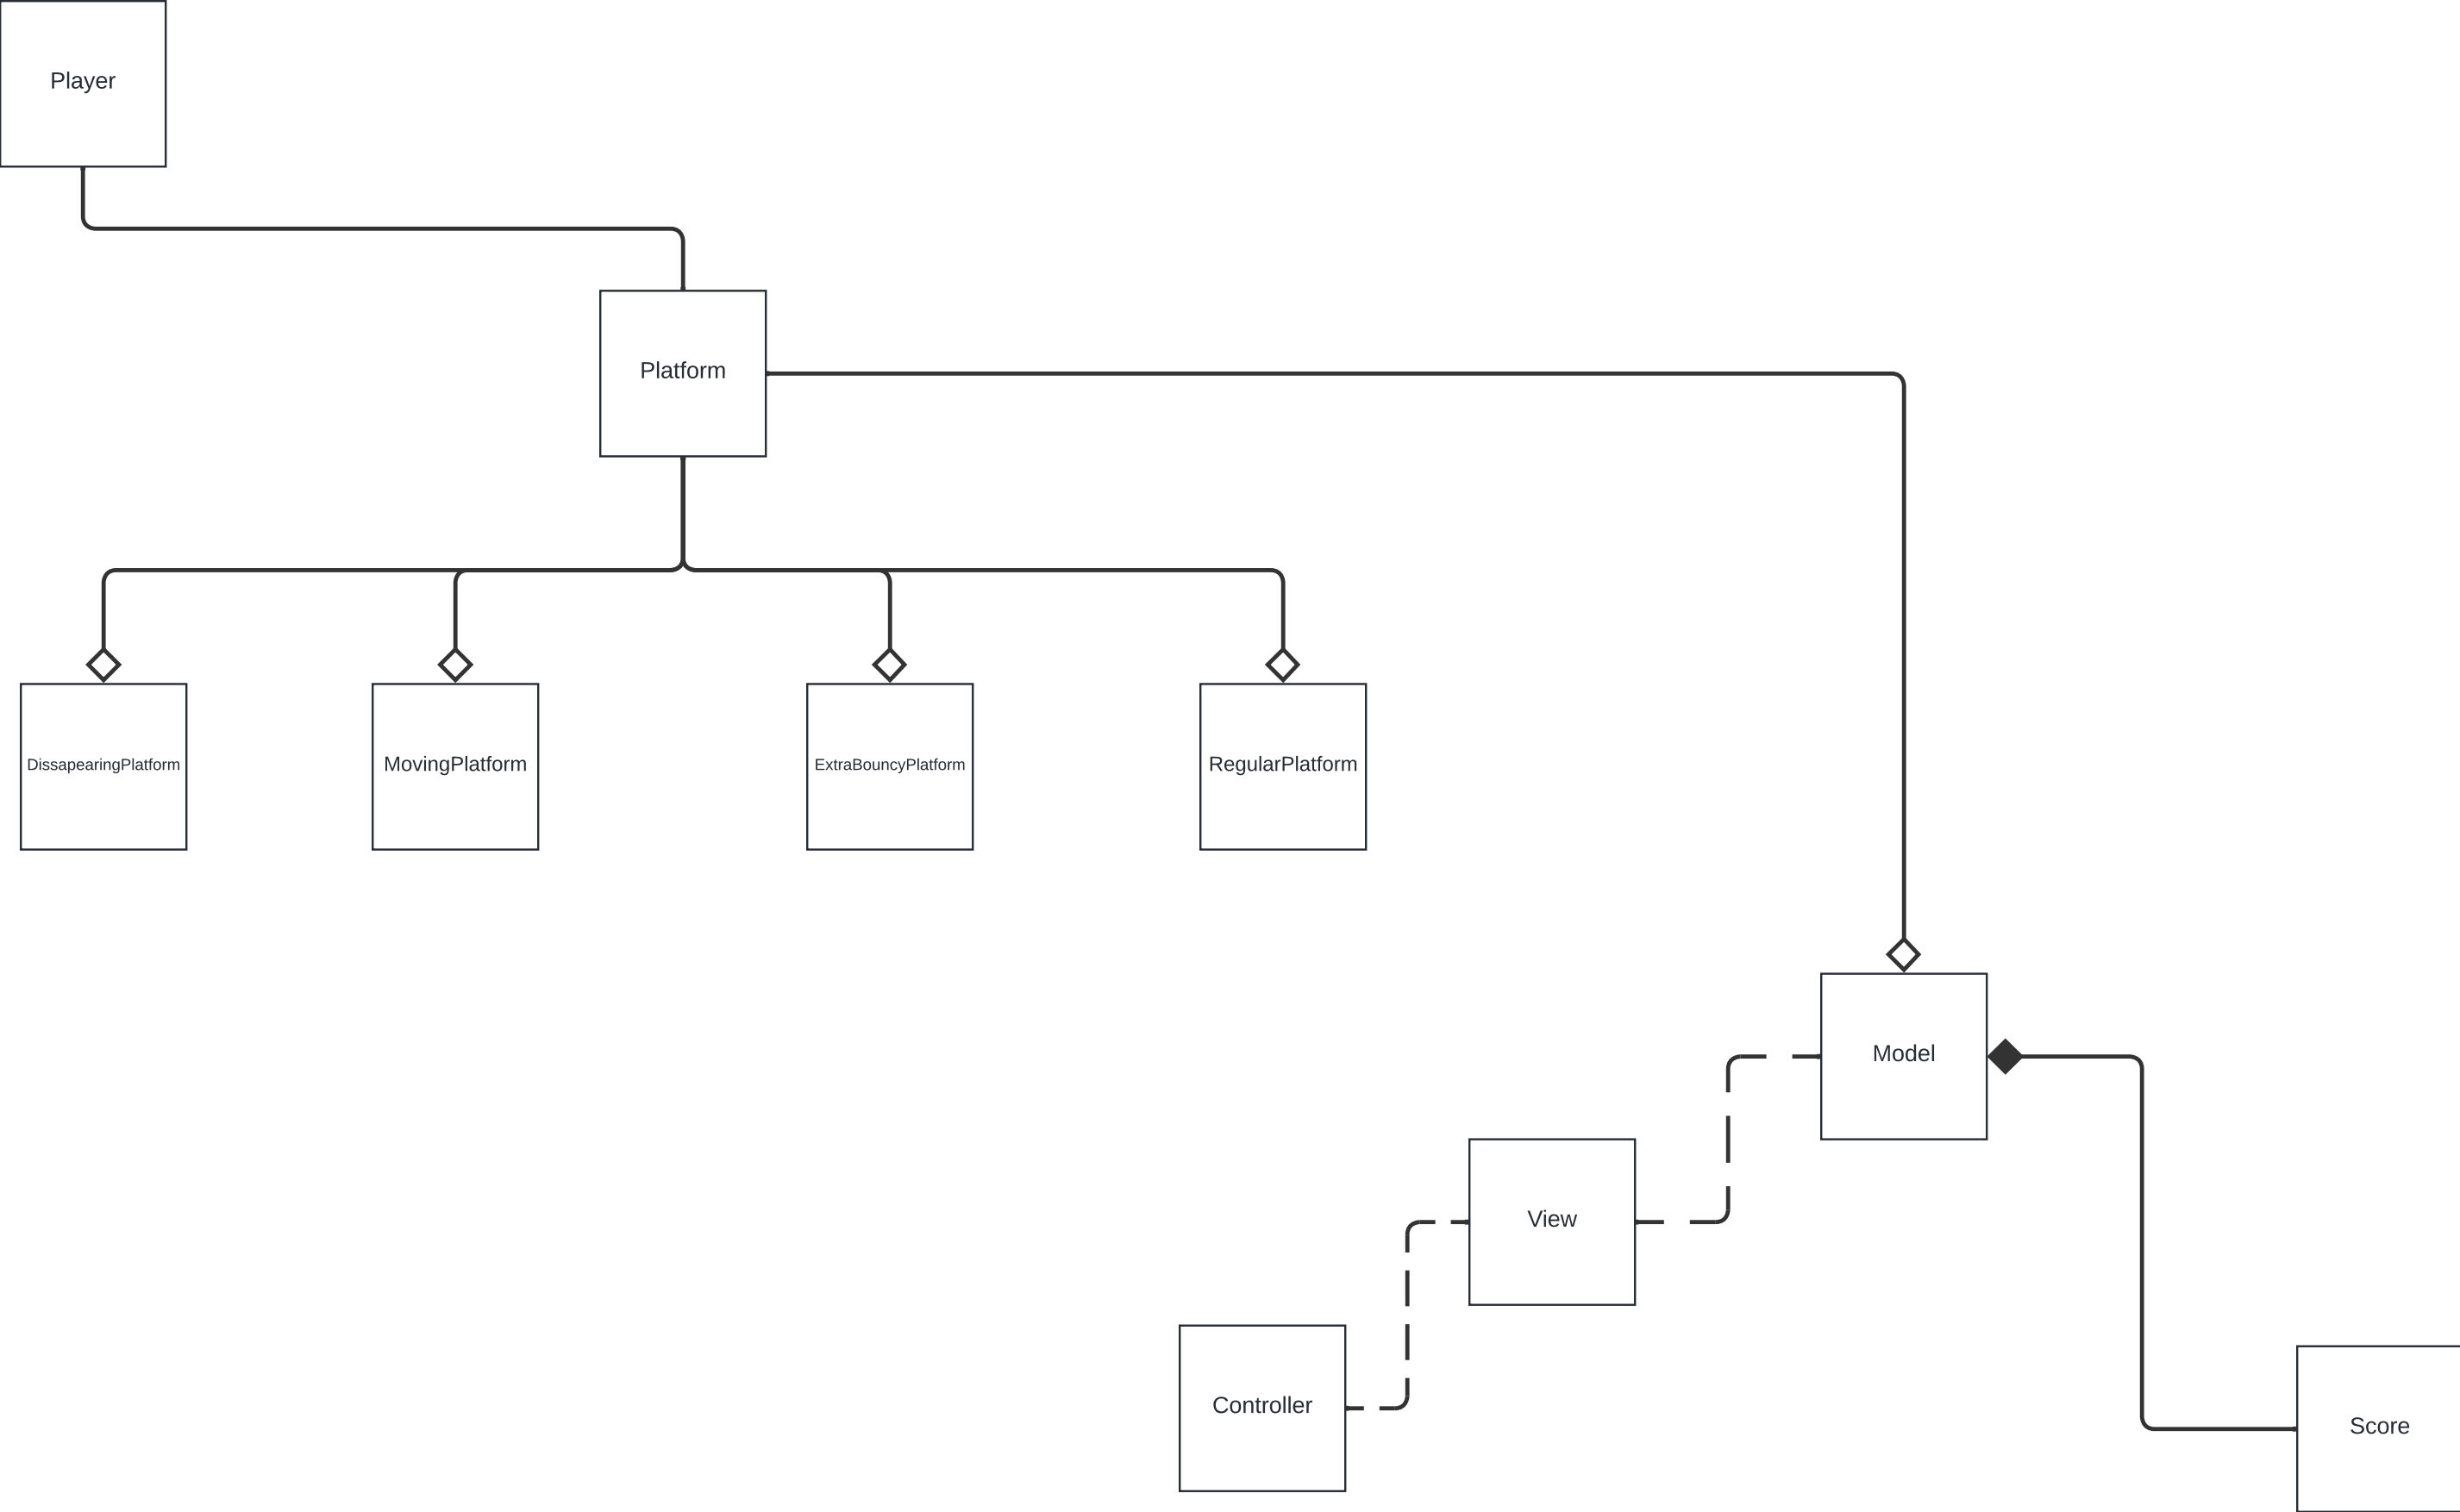 Player
Platform
DissapearingPlatform
MovingPlatform
ExtraBouncyPlatform
RegularPlatform
Model
View
Controller
Score